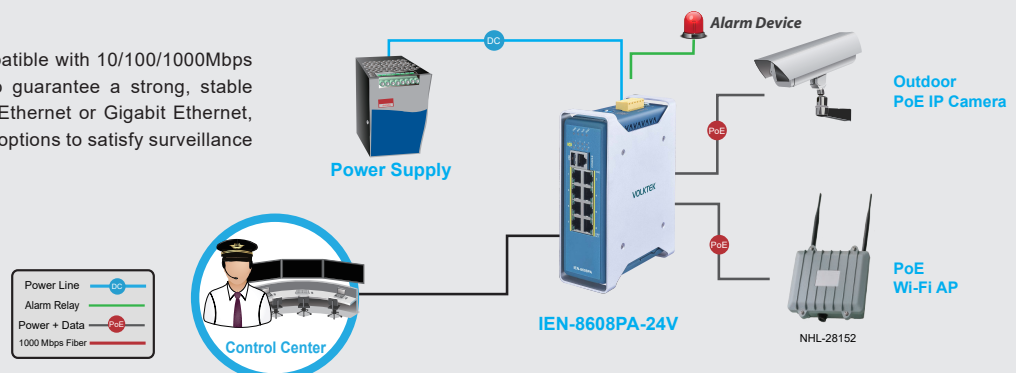 patible with 10/100/1000Mbps
guarantee a strong, stable
Ethernet or Gigabit Ethernet,
options to satisfy surveillance
DC
Alarm Device
Power Supply
Outdoor
PoE IP Camera
PoE
VOLKTEK
PoE
PoE
Wi-Fi AP
NHL-28152
IEN-8608PA-24V
Control Center
Power Line DC
Alarm Relay
Power + Data PoE
1000 Mbps Fiber